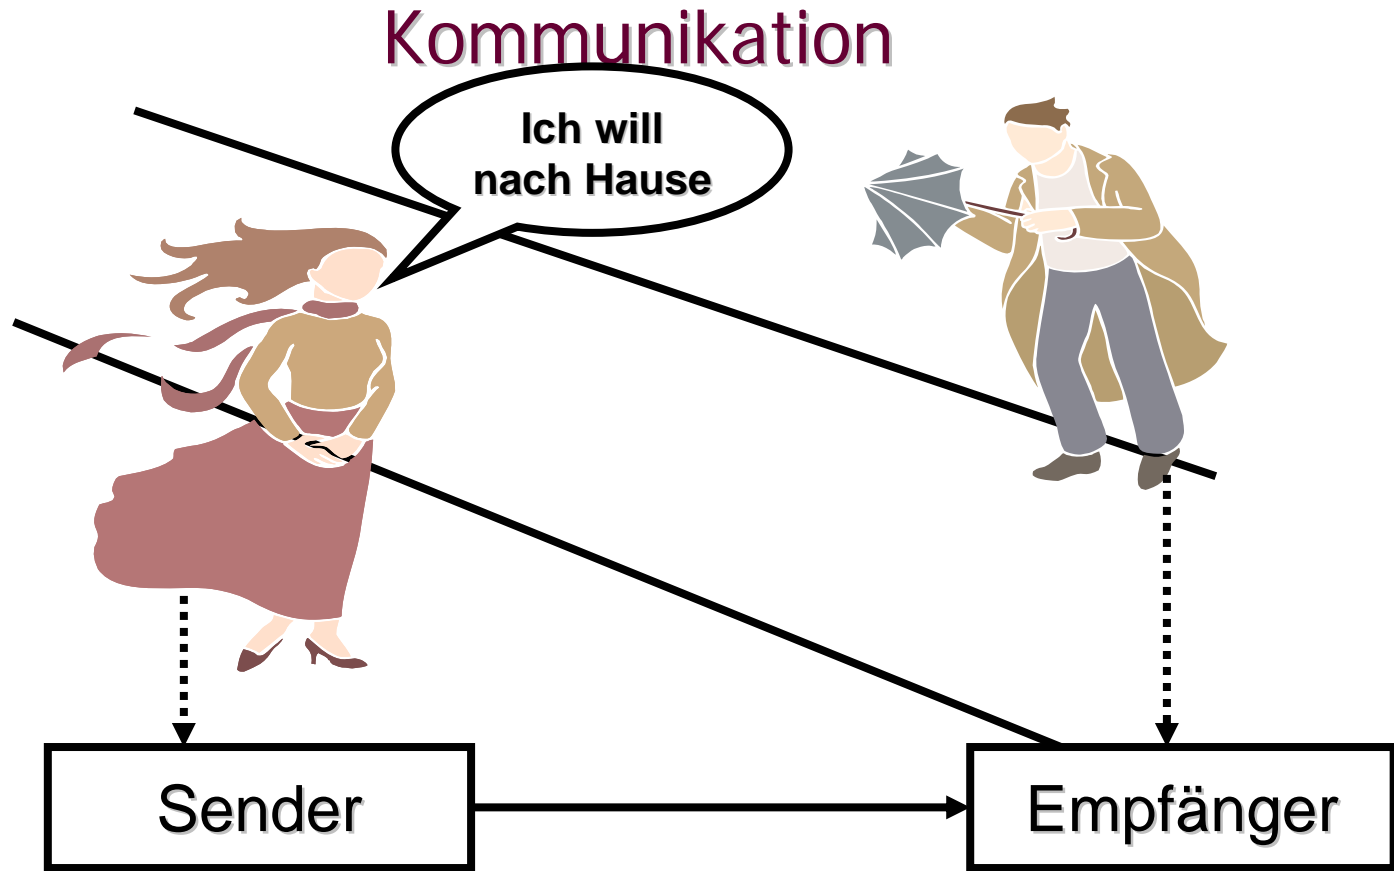 Kommunikation
Ich will
nach Hause
Sender
Empfänger